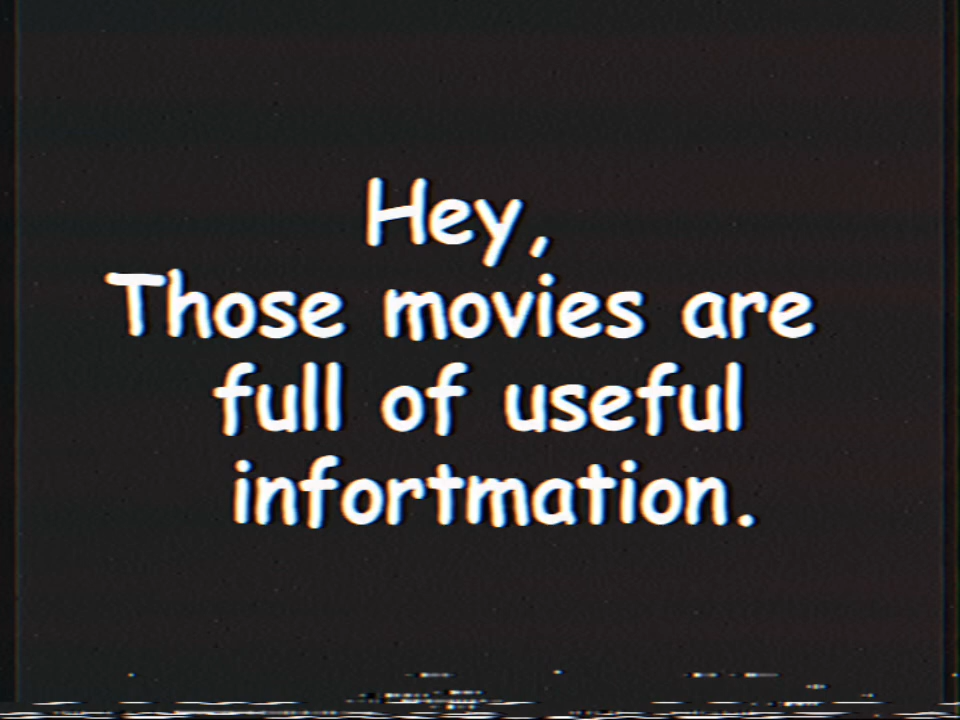 Hey,
Those movies are
full of useful
infortmation.